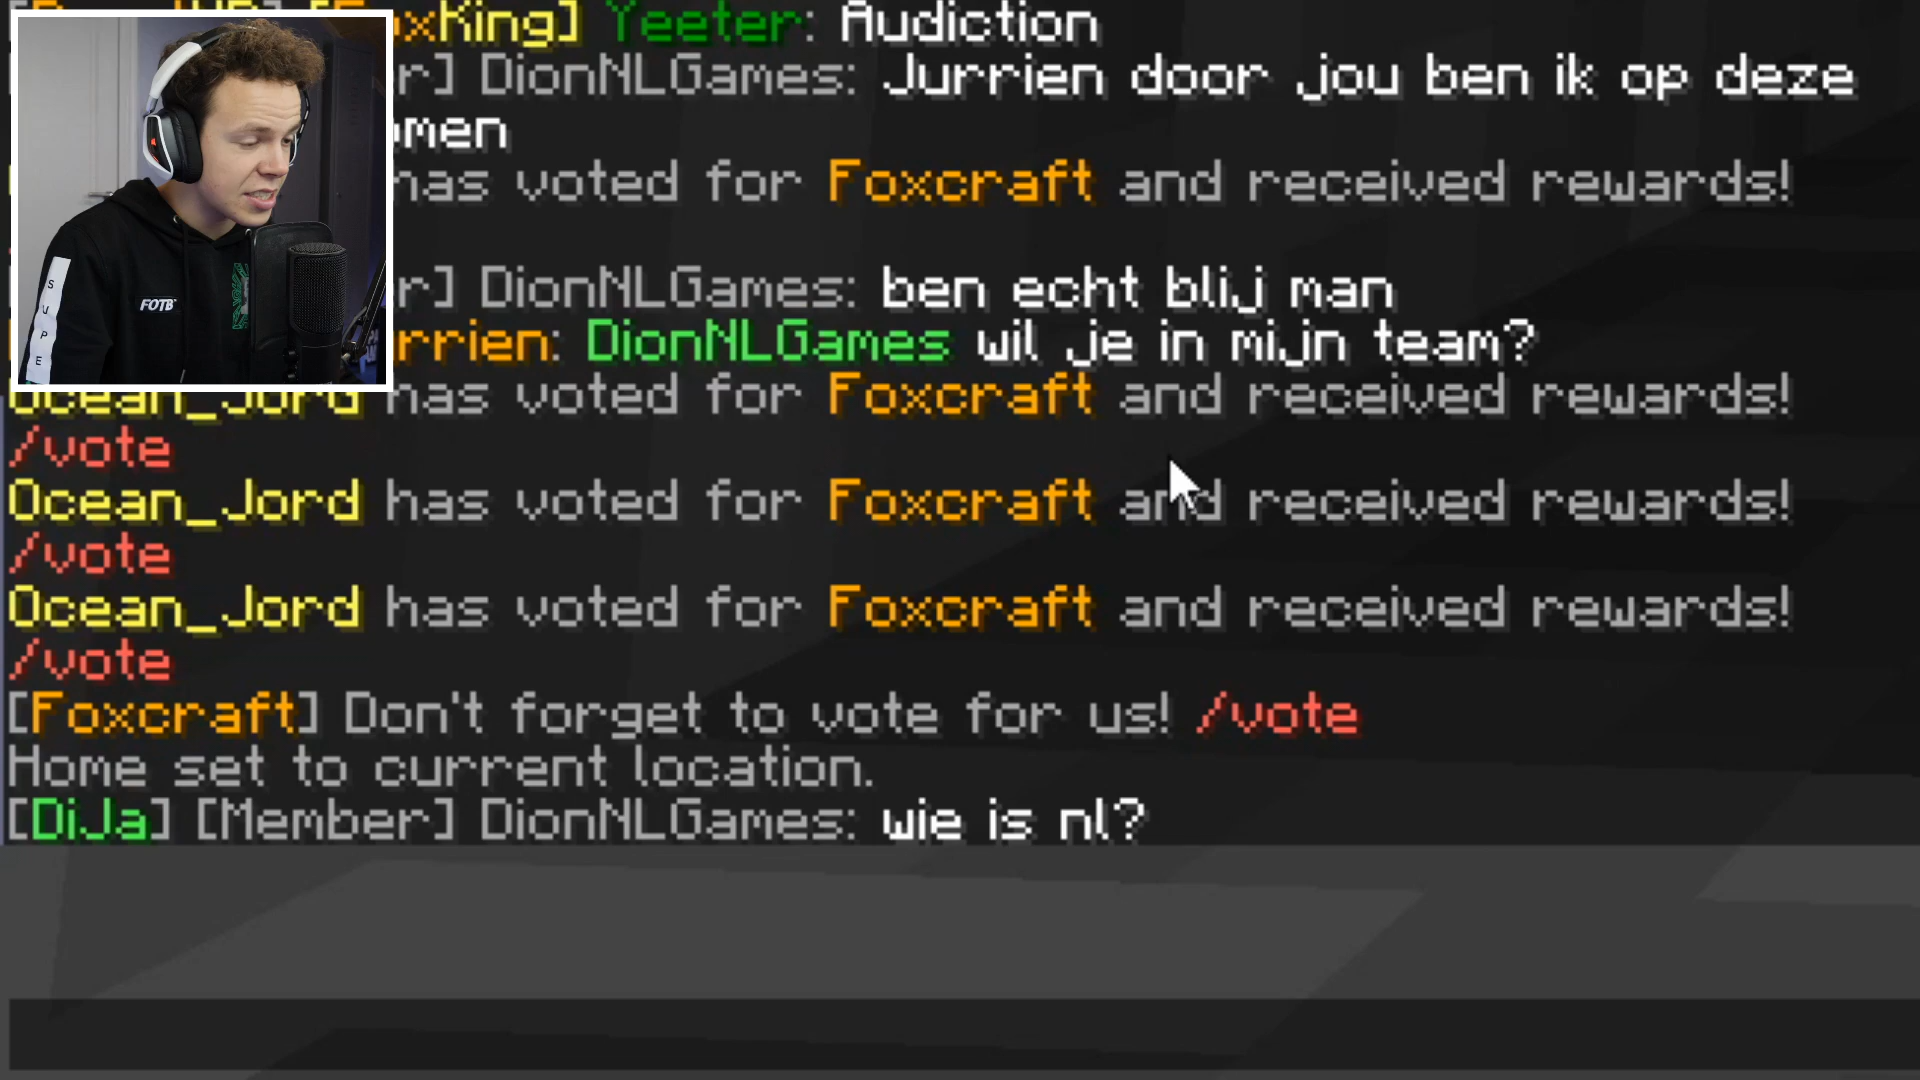 xKing] Yeeter: Audiction
r] DionNLGames: Jurrien door jou ben ik op deze
omen
has voted for Foxcraft and received rewards!
r] DionNLGames: ben echt blij man
rrien: DionNLGames wil je in mijn team?
Ocean_Jord has voted for Foxcraft and received rewards!
/vote
Ocean_Jord has voted for Foxcraft and received rewards!
/vote
Ocean_Jord has voted for Foxcraft and received rewards!
/vote
[Foxcraft] Don't forget to vote for us! /vote
Home set to current location.
[DiJa] [Member] DionNLGames: wie is nl?
FOTB
SUPE